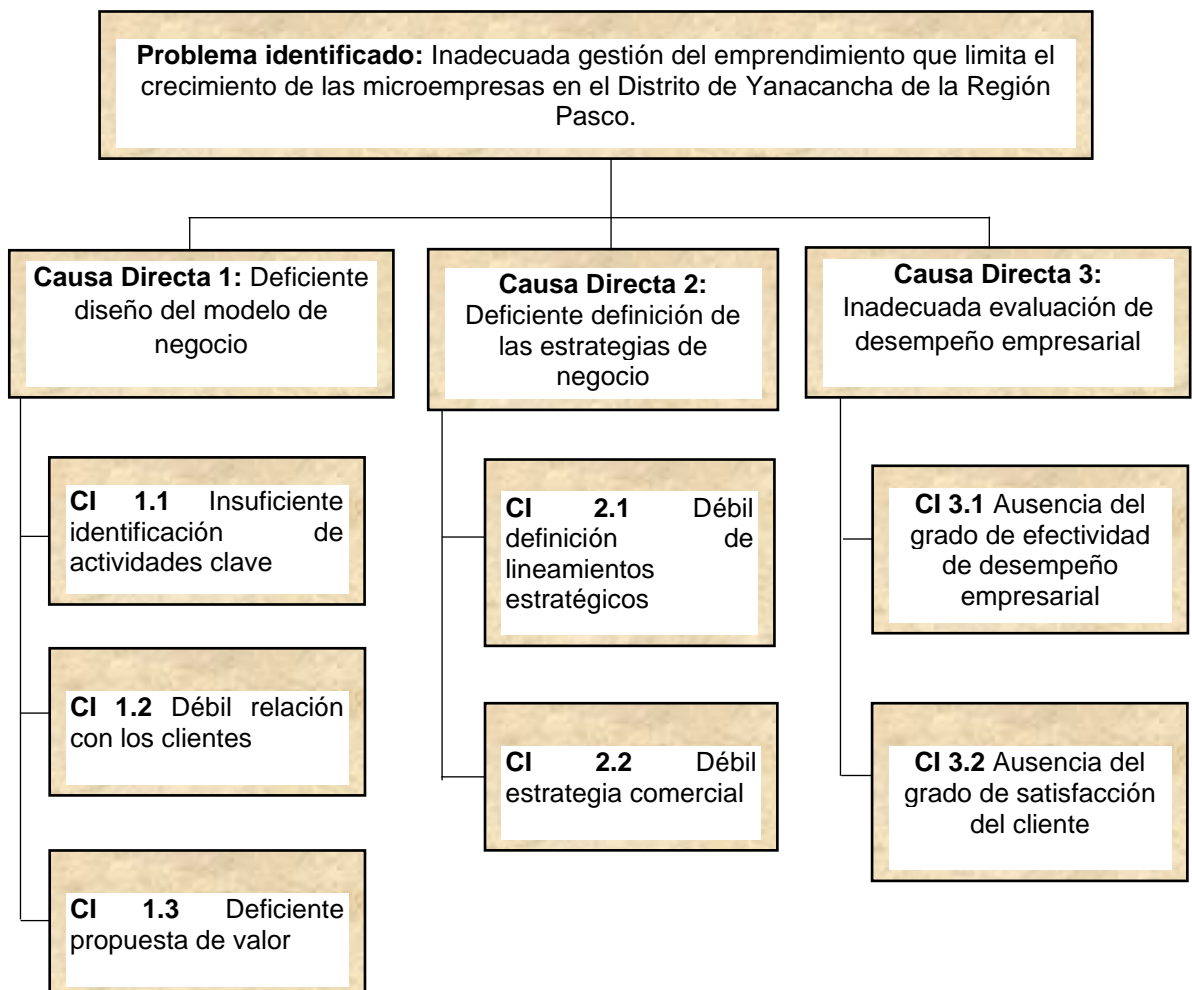 Problema identificado: Inadecuada gestión del emprendimiento que limita el
crecimiento de las microempresas en el Distrito de Yanacancha de la Región
Pasco.
Causa Directa 1: Deficiente
diseño del modelo de
negocio
Causa Directa 2:
Deficiente definición de
las estrategias de
negocio
Causa Directa 3:
Inadecuada evaluación de
desempeño empresarial
CI 1.1 Insuficiente
identificación de
actividades clave
CI 1.2 Débil relación
con los clientes
CI 1.3 Deficiente
propuesta de valor
CI 2.1 Débil
definición de
lineamientos
estratégicos
CI 2.2 Débil
estrategia comercial
CI 3.1 Ausencia del
grado de efectividad
de desempeño
empresarial
CI 3.2 Ausencia del
grado de satisfacción
del cliente